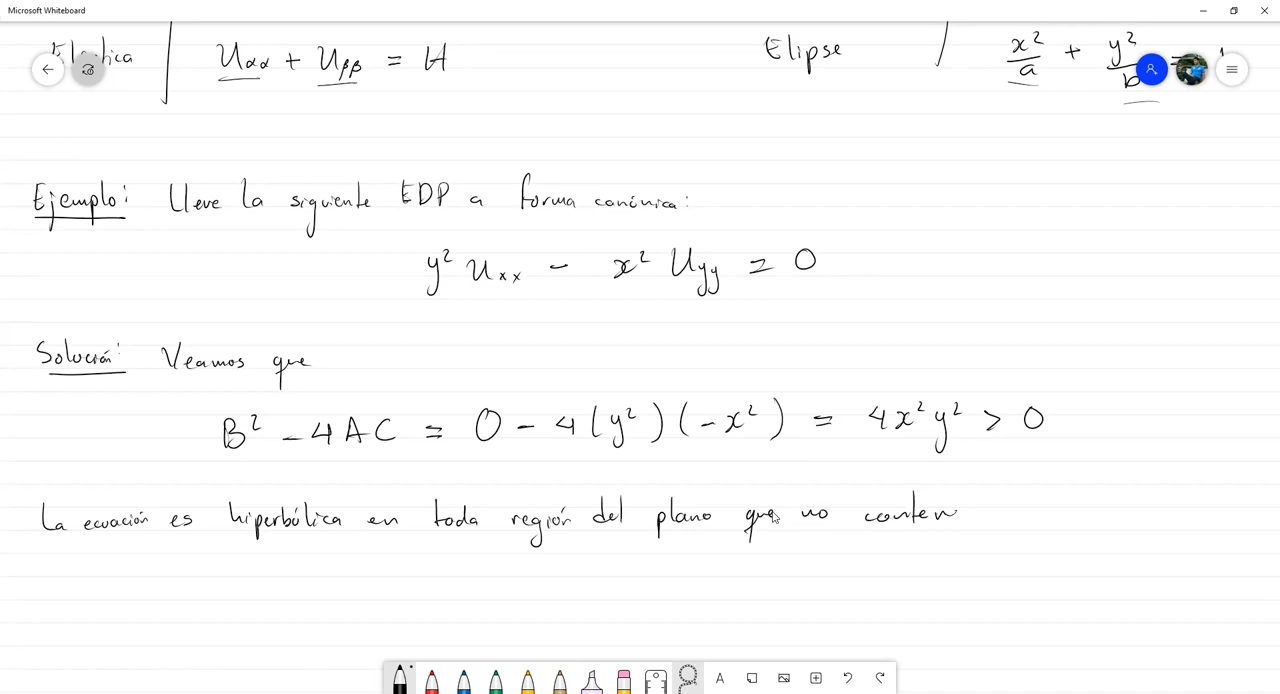 Microsoft Whiteboard
Uαα + Uββ = H Elipse x²/a + y²/b =
Ejemplo: Lleve la siguiente EDP a forma canónica:
y² Uxx - x² Uyy = 0
Solución: Veamos que
B² - 4AC = 0 - 4(y²)(-x²) = 4x²y² > 0
La ecuación es hiperbólica en toda región del plano que no conten
A